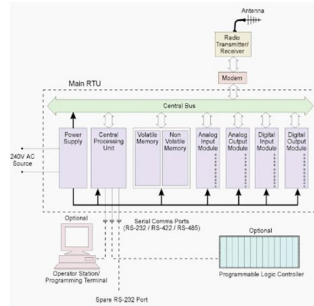 Antenna
Radio
Transmitter/
Receiver
Modem
Main RTU
Central Bus
Power
Supply
Central
Processing
Unit
Volatile
Memory
Non
Volatile
Memory
Analog
Input
Module
Analog
Output
Module
Digital
Input
Module
Digital
Output
Module
240V AC
Source
Optional
Serial Comms Ports
(RS-232 / RS-422 / RS-485)
Optional
Operator Station/
Programming Terminal
Programmable Logic Controller
Spare RS-232 Port